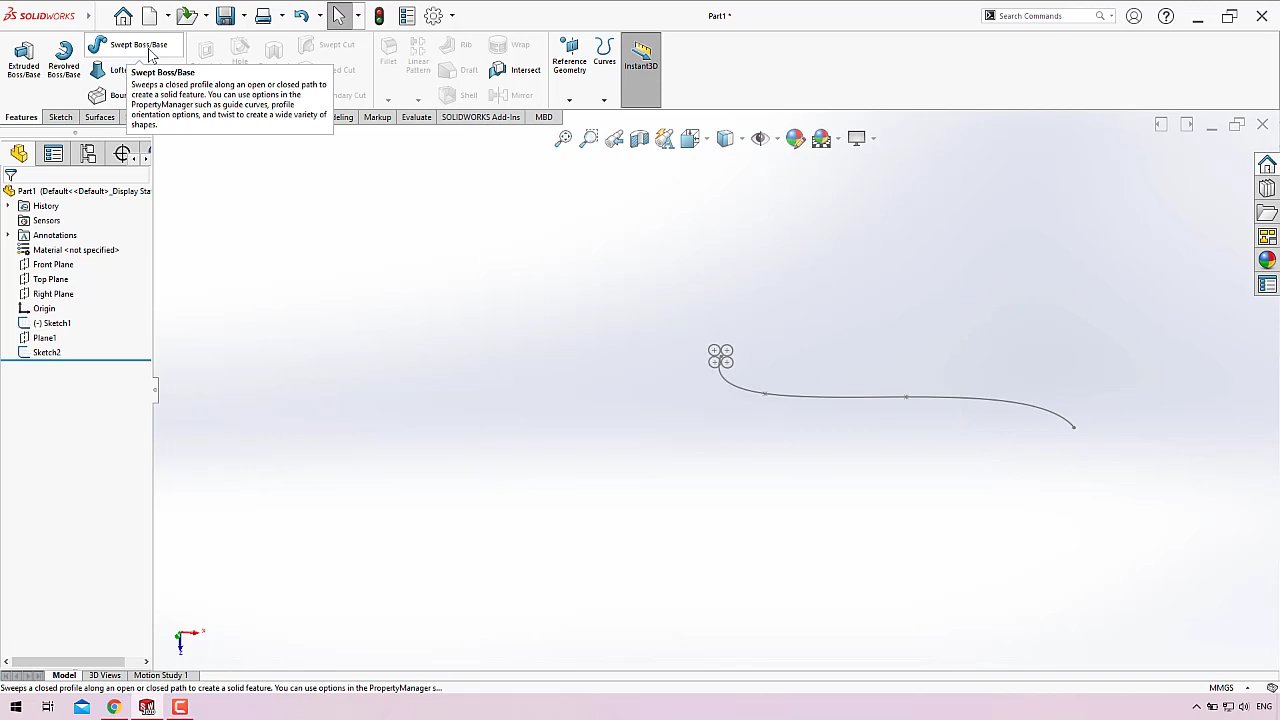 SOLIDWORKS
Part1 *
Search Commands
Extruded Boss/Base
Revolved Boss/Base
Swept Boss/Base
Swept Cut
Rib
Wrap
Fillet
Linear Pattern
Draft
Intersect
Shell
Mirror
Reference Geometry
Curves
Instant3D
Swept Boss/Base
Sweeps a closed profile along an open or closed path to
create a solid feature. You can use options in the
PropertyManager such as guide curves, profile
orientation options, and twist to create a wide variety of
shapes.
Features
Sketch
Surfaces
Markup
Evaluate
SOLIDWORKS Add-Ins
MBD
Part1 (Default<<Default>_Display Sta
History
Sensors
Annotations
Material <not specified>
Front Plane
Top Plane
Right Plane
Origin
(-) Sketch1
Plane1
Sketch2
x
Model
3D Views
Motion Study 1
Sweeps a closed profile along an open or closed path to create a solid feature. You can use options in the PropertyManager s...
MMGS
ENG